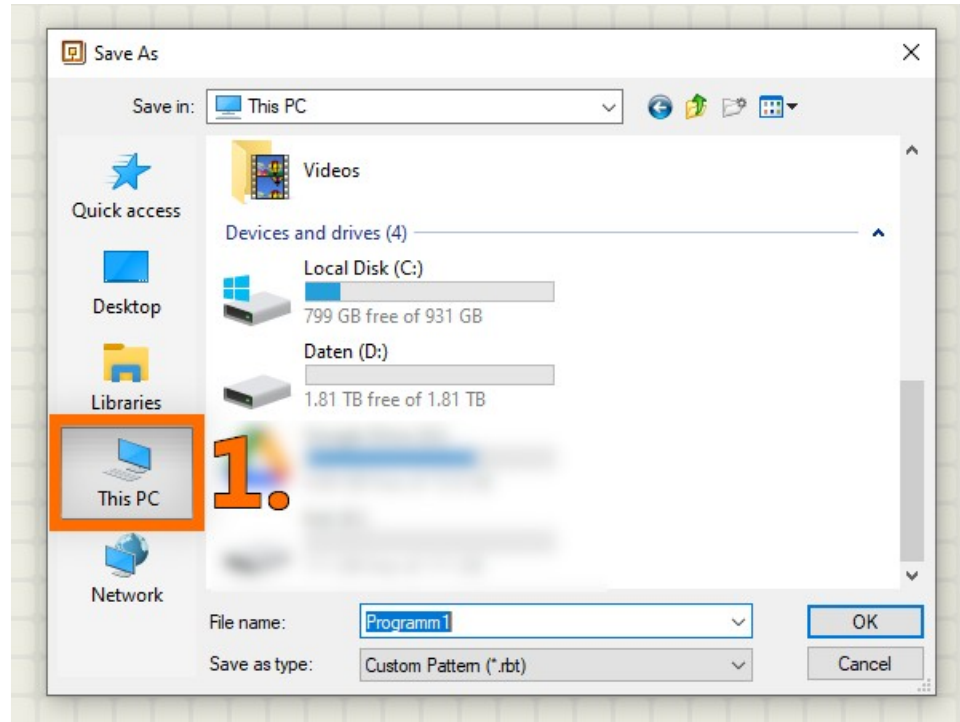 Save As
Save in:
This PC
Quick access
Desktop
Libraries
This PC
Network
Videos
Devices and drives (4)
Local Disk (C:)
799 GB free of 931 GB
Daten (D:)
1.81 TB free of 1.81 TB
1.
File name:
Programm1
OK
Save as type:
Custom Pattern (*.rbt)
Cancel